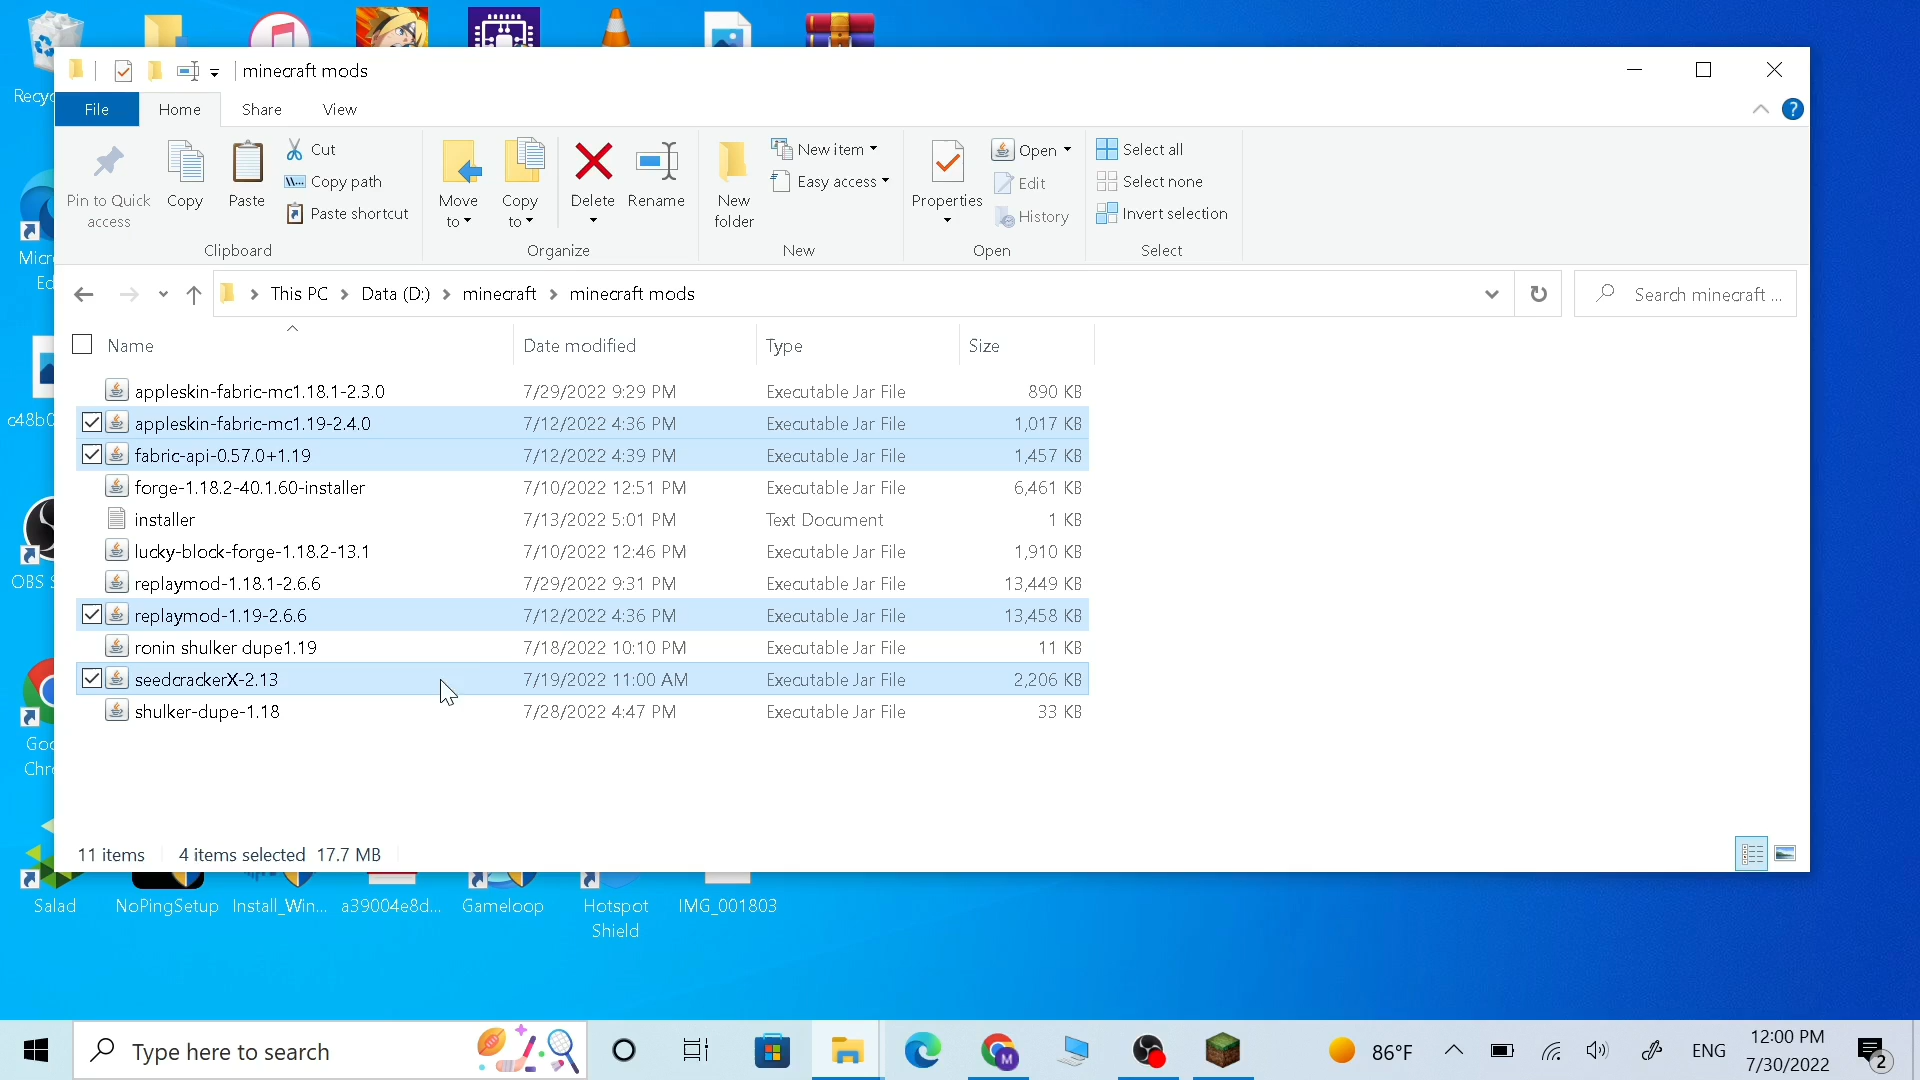 minecraft mods
File Home Share View
Pin to Quick access
Copy
Paste
Cut
Copy path
Paste shortcut
Clipboard
Move to
Copy to
Delete
Rename
Organize
New folder
New item
Easy access
New
Properties
Open
Edit
History
Open
Select all
Select none
Invert selection
Select
This PC > Data (D:) > minecraft > minecraft mods
Search minecraft ...
Name Date modified Type Size
appleskin-fabric-mc1.18.1-2.3.0 7/29/2022 9:29 PM Executable Jar File 890 KB
appleskin-fabric-mc1.19-2.4.0 7/12/2022 4:36 PM Executable Jar File 1,017 KB
fabric-api-0.57.0+1.19 7/12/2022 4:39 PM Executable Jar File 1,457 KB
forge-1.18.2-40.1.60-installer 7/10/2022 12:51 PM Executable Jar File 6,461 KB
installer 7/13/2022 5:01 PM Text Document 1 KB
lucky-block-forge-1.18.2-13.1 7/10/2022 12:46 PM Executable Jar File 1,910 KB
replaymod-1.18.1-2.6.6 7/29/2022 9:31 PM Executable Jar File 13,449 KB
replaymod-1.19-2.6.6 7/12/2022 4:36 PM Executable Jar File 13,458 KB
ronin shulker dupe1.19 7/18/2022 10:10 PM Executable Jar File 11 KB
seedcrackerX-2.13 7/19/2022 11:00 AM Executable Jar File 2,206 KB
shulker-dupe-1.18 7/28/2022 4:47 PM Executable Jar File 33 KB
11 items 4 items selected 17.7 MB
Recyc
Micr
Ed
c48b0
OBS S
Goo
Chr
Salad
NoPingSetup
Install_Win...
a39004e8d...
Gameloop
Hotspot
Shield
IMG_001803
Type here to search
M
86°F
ENG
12:00 PM
7/30/2022
2